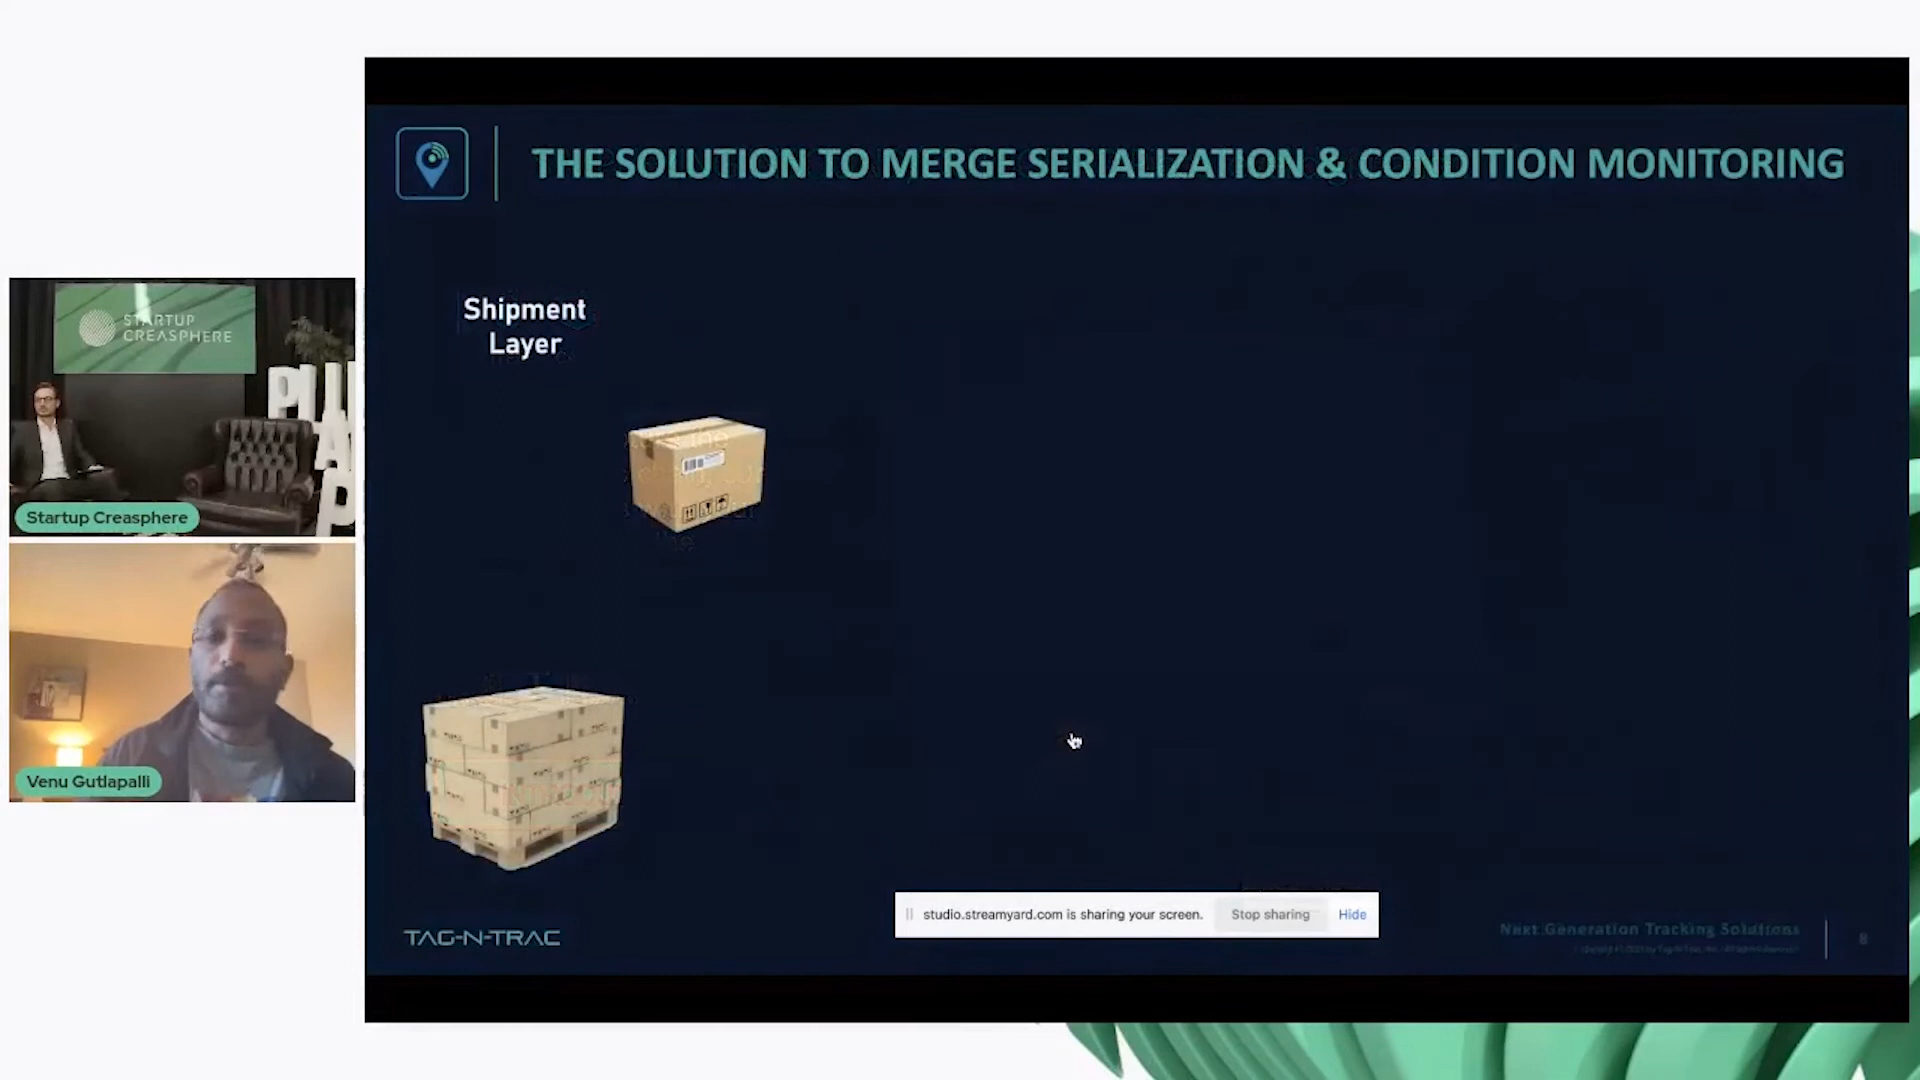 THE SOLUTION TO MERGE SERIALIZATION & CONDITION MONITORING
Shipment
Layer
STARTUP
CREASPHERE
Startup Creasphere
Venu Gutlapalli
studio.streamyard.com is sharing your screen.
Stop sharing
Hide
TAG-N-TRAC
Next Generation Tracking Solutions
8